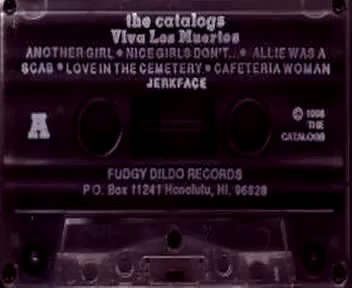 the catalogs
Viva Los Muertos
ANOTHER GIRL • NICE GIRLS DON'T... • ALLIE WAS A
SCAB • LOVE IN THE CEMETERY • CAFETERIA WOMAN
JERKFACE
A
© 1998
THE
CATALOGS
FUDGY DILDO RECORDS
P.O. Box 11241 Honolulu, HI. 96828